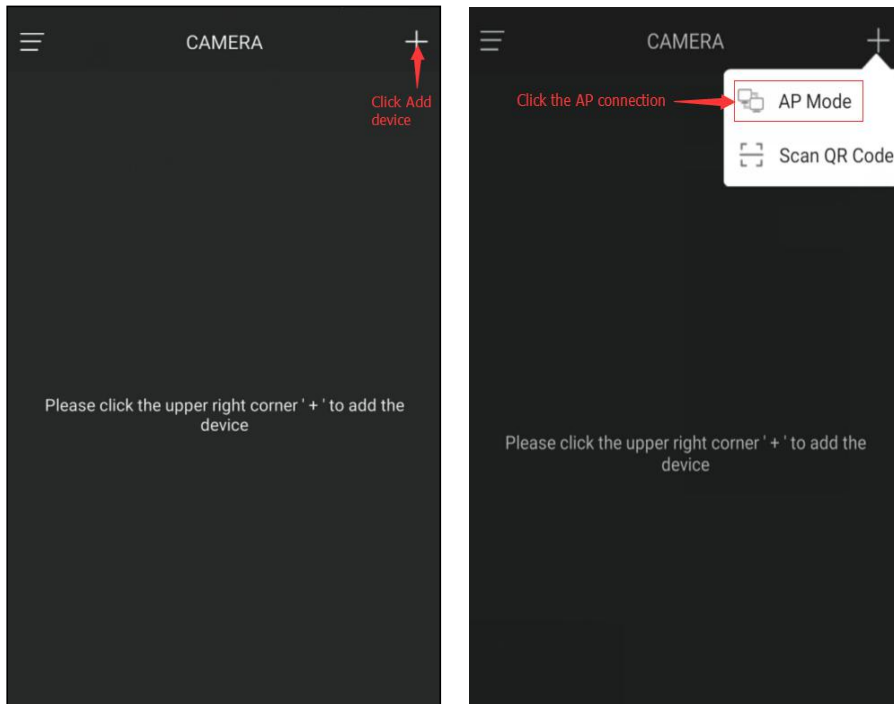 CAMERA
+
Click Add
device
Please click the upper right corner ' + ' to add the
device
CAMERA
+
Click the AP connection
AP Mode
Scan QR Code
Please click the upper right corner ' + ' to add the
device